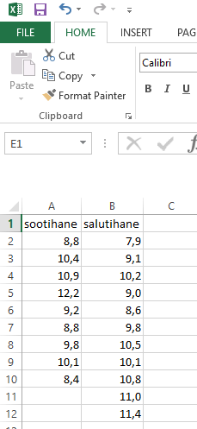 FILE HOME INSERT PAG
Cut
Copy
Paste
Format Painter
Clipboard
Calibri
B I U
E1
A B C
1 sootihane salutihane
2 8,8 7,9
3 10,4 9,1
4 10,9 10,2
5 12,2 9,0
6 9,2 8,6
7 8,8 9,8
8 9,8 10,5
9 10,1 10,1
10 8,4 10,8
11 11,0
12 11,4